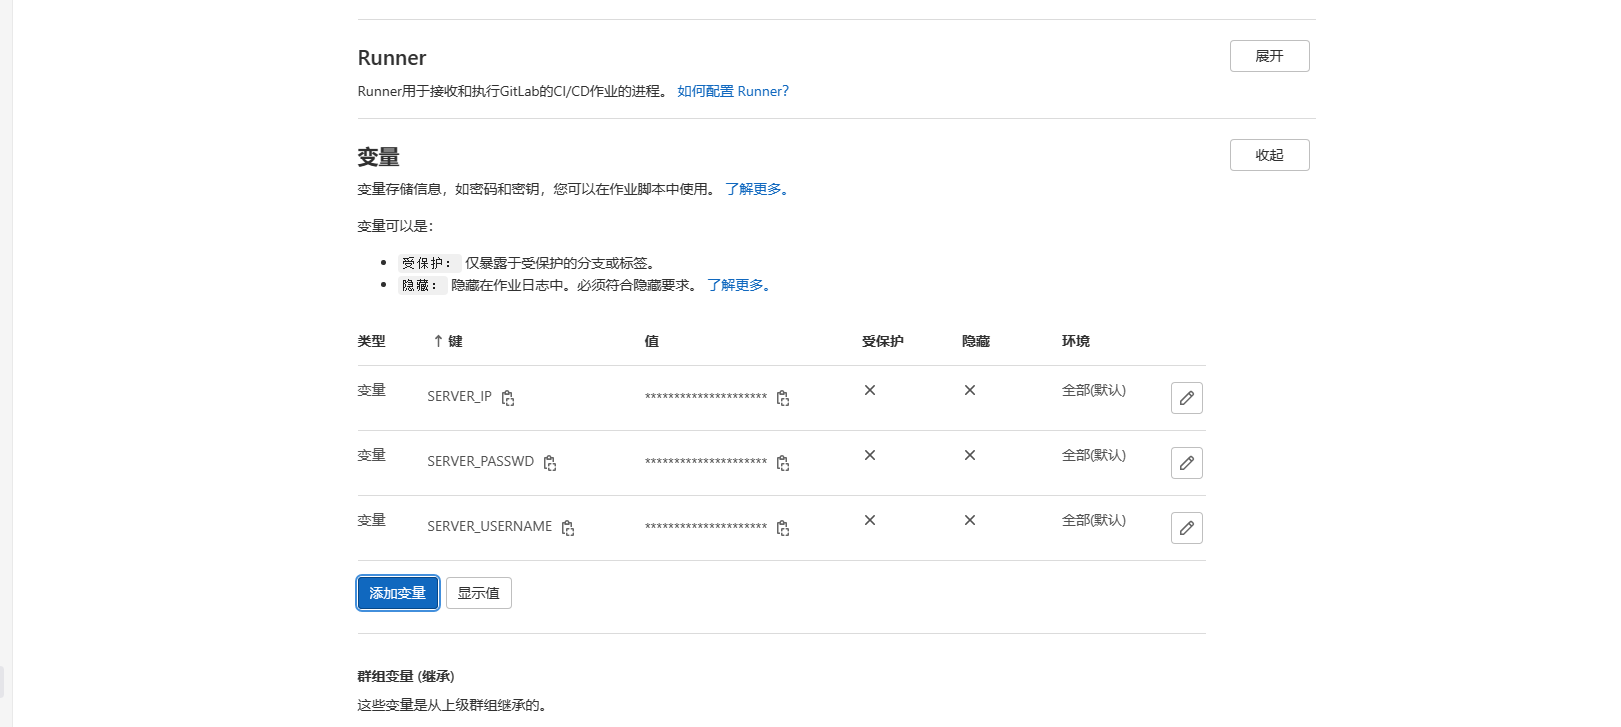 Runner
展开
Runner用于接收和执行GitLab的CI/CD作业的进程。 如何配置 Runner?
变量
收起
变量存储信息，如密码和密钥，您可以在作业脚本中使用。 了解更多。
变量可以是：
受保护： 仅暴露于受保护的分支或标签。
隐藏： 隐藏在作业日志中。必须符合隐藏要求。 了解更多。
类型 ↑ 键 值 受保护 隐藏 环境
变量 SERVER_IP ********************* 全部(默认)
变量 SERVER_PASSWD ********************* 全部(默认)
变量 SERVER_USERNAME ********************* 全部(默认)
添加变量 显示值
群组变量 (继承)
这些变量是从上级群组继承的。